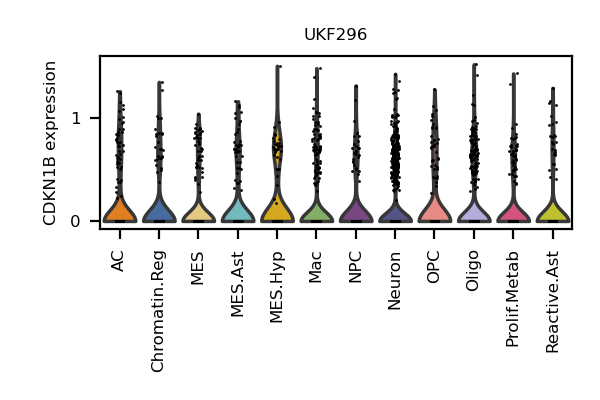 UKF296
CDKN1B expression
1
0
AC
Chromatin.Reg
MES
MES.Ast
MES.Hyp
Mac
NPC
Neuron
OPC
Oligo
Prolif.Metab
Reactive.Ast